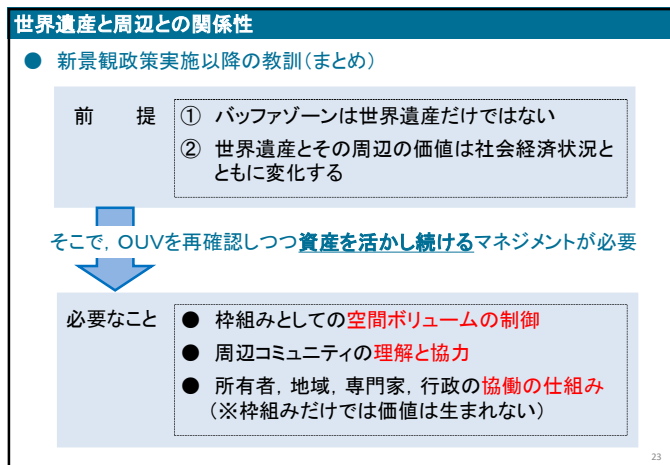 世界遺産と周辺との関係性
● 新景観政策実施以降の教訓(まとめ)
前　提 ① バッファゾーンは世界遺産だけではない
② 世界遺産とその周辺の価値は社会経済状況と
ともに変化する
そこで，OUVを再確認しつつ資産を活かし続けるマネジメントが必要
必要なこと ● 枠組みとしての空間ボリュームの制御
● 周辺コミュニティの理解と協力
● 所有者，地域，専門家，行政の協働の仕組み
(※枠組みだけでは価値は生まれない)
23